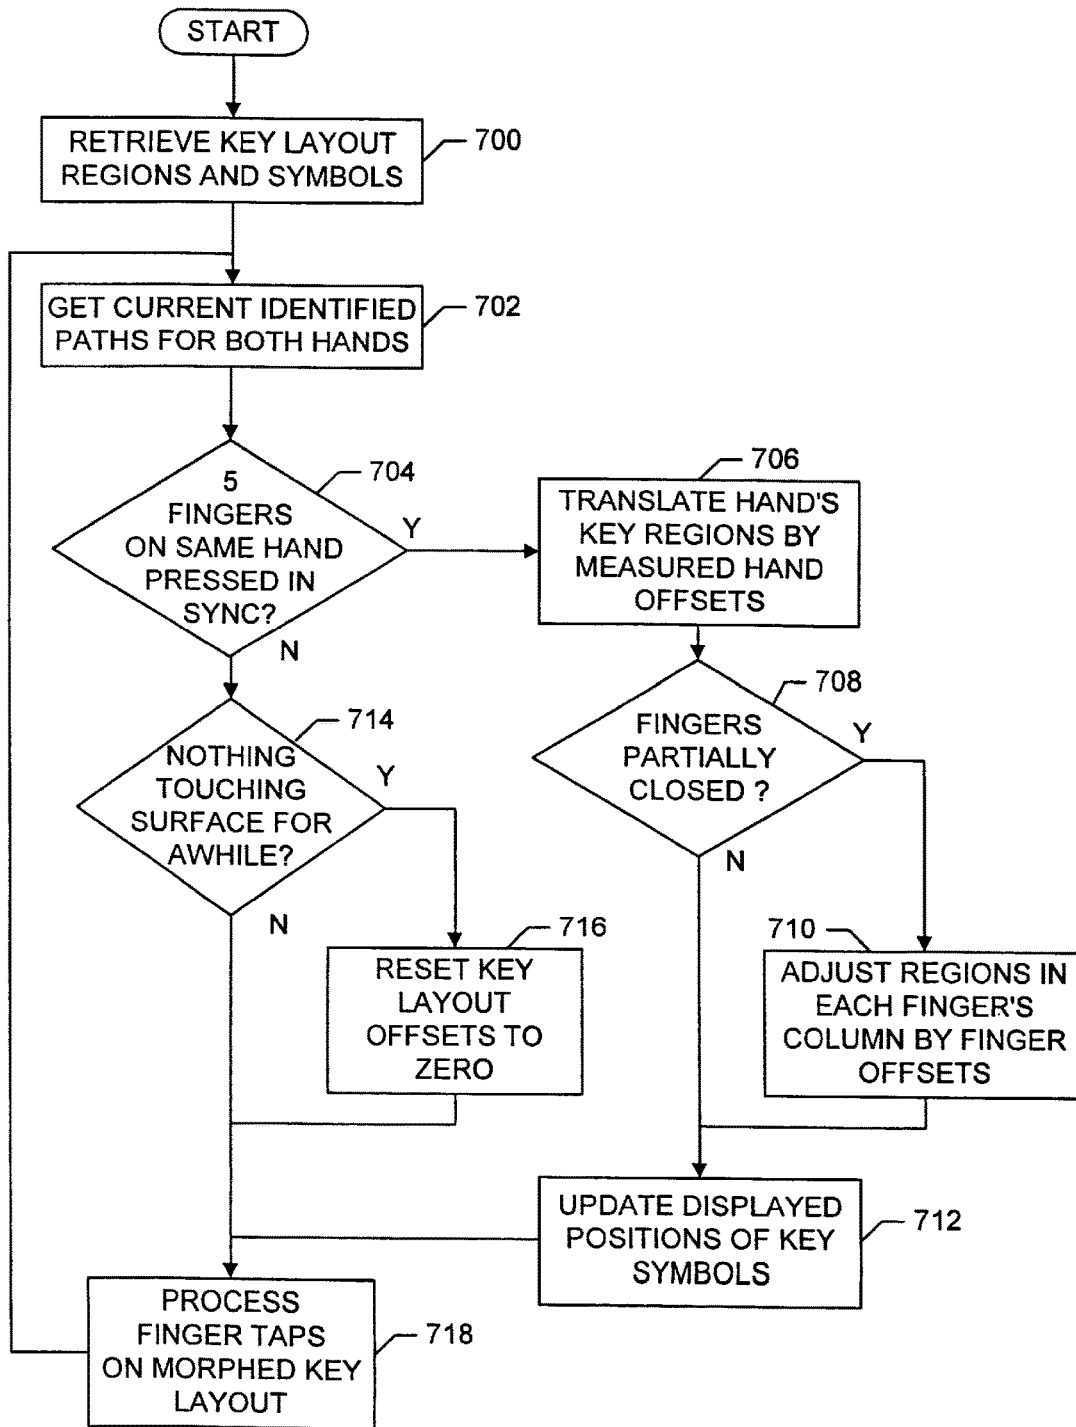 START
RETRIEVE KEY LAYOUT
REGIONS AND SYMBOLS
700
GET CURRENT IDENTIFIED
PATHS FOR BOTH HANDS
702
5
FINGERS
ON SAME HAND
PRESSED IN
SYNC?
704
Y
N
706
TRANSLATE HAND'S
KEY REGIONS BY
MEASURED HAND
OFFSETS
708
FINGERS
PARTIALLY
CLOSED ?
Y
N
714
NOTHING
TOUCHING
SURFACE FOR
AWHILE?
Y
N
716
RESET KEY
LAYOUT
OFFSETS TO
ZERO
710
ADJUST REGIONS IN
EACH FINGER'S
COLUMN BY FINGER
OFFSETS
UPDATE DISPLAYED
POSITIONS OF KEY
SYMBOLS
712
PROCESS
FINGER TAPS
ON MORPHED KEY
LAYOUT
718